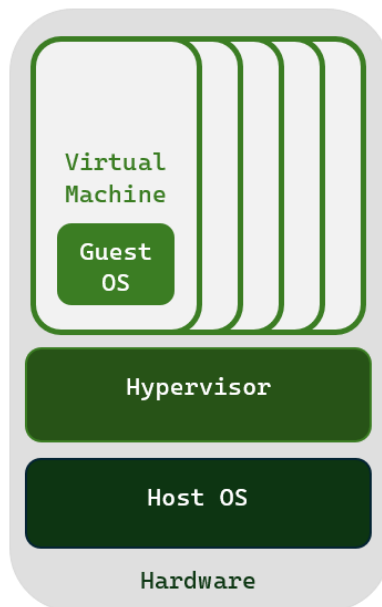 Virtual
Machine
Guest
OS
Hypervisor
Host OS
Hardware